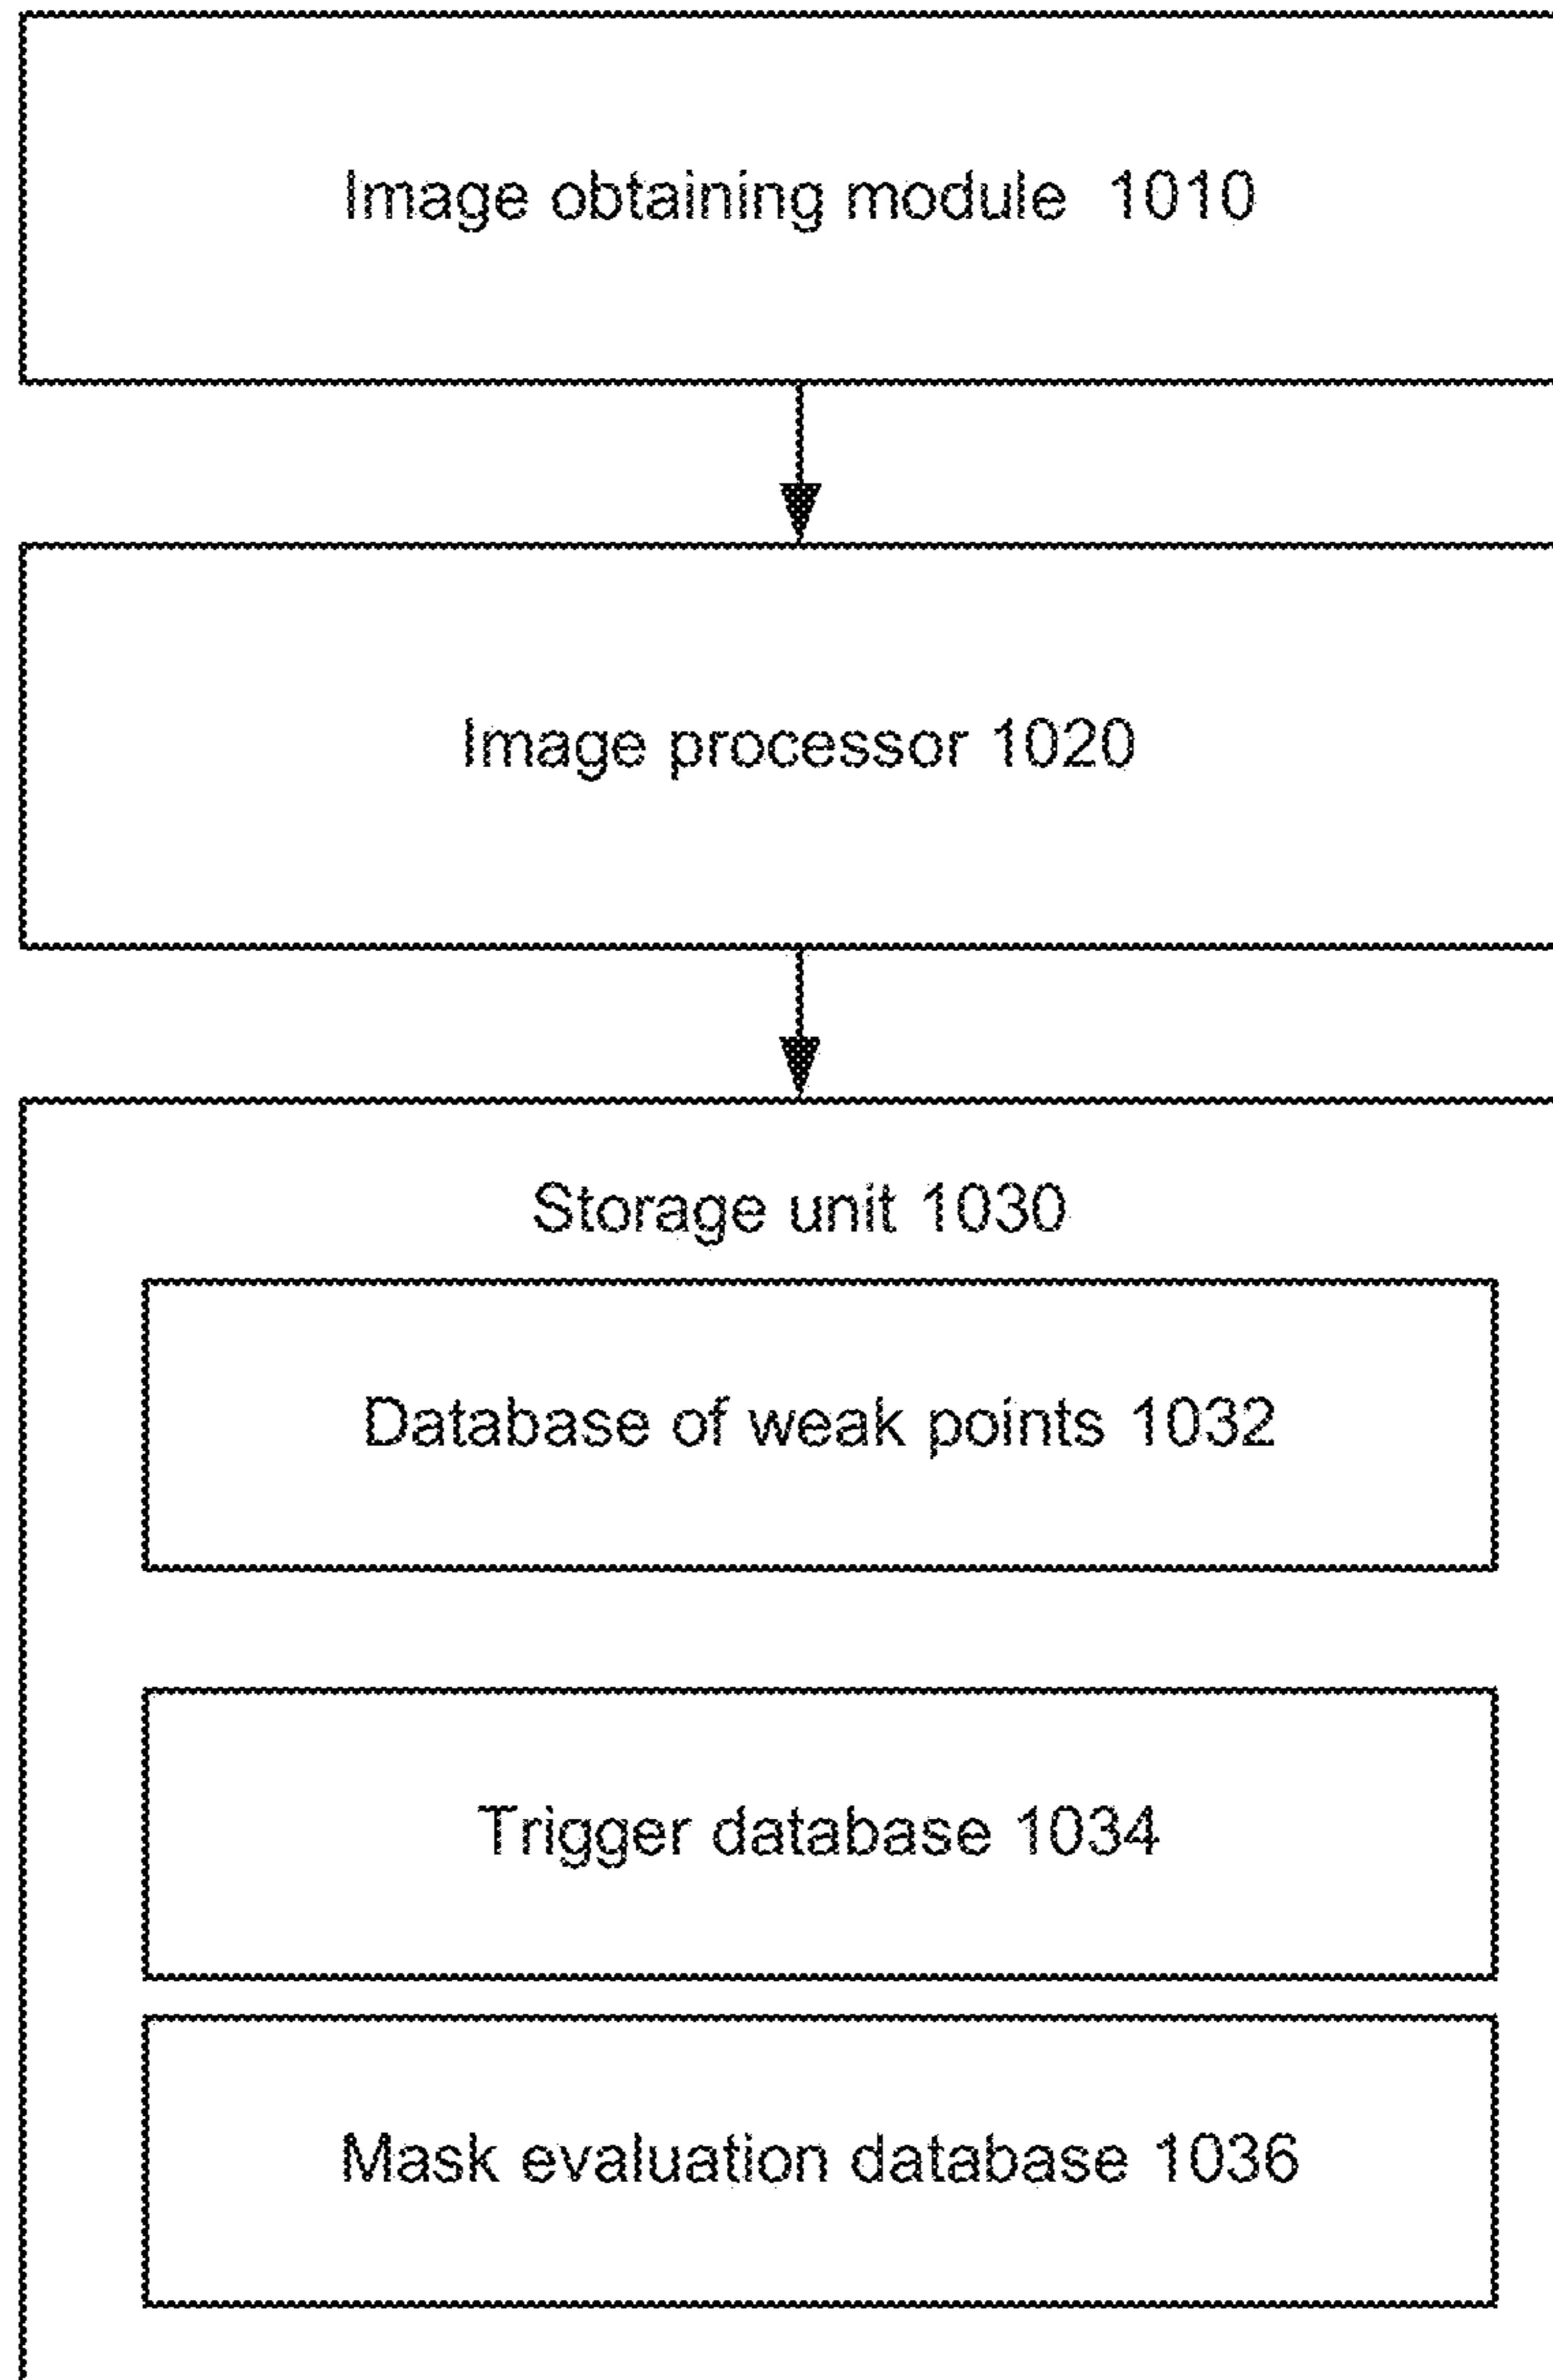 Image obtaining module 1010
Image processor 1020
Storage unit 1030
Database of weak points 1032
Trigger database 1034
Mask evaluation database 1036